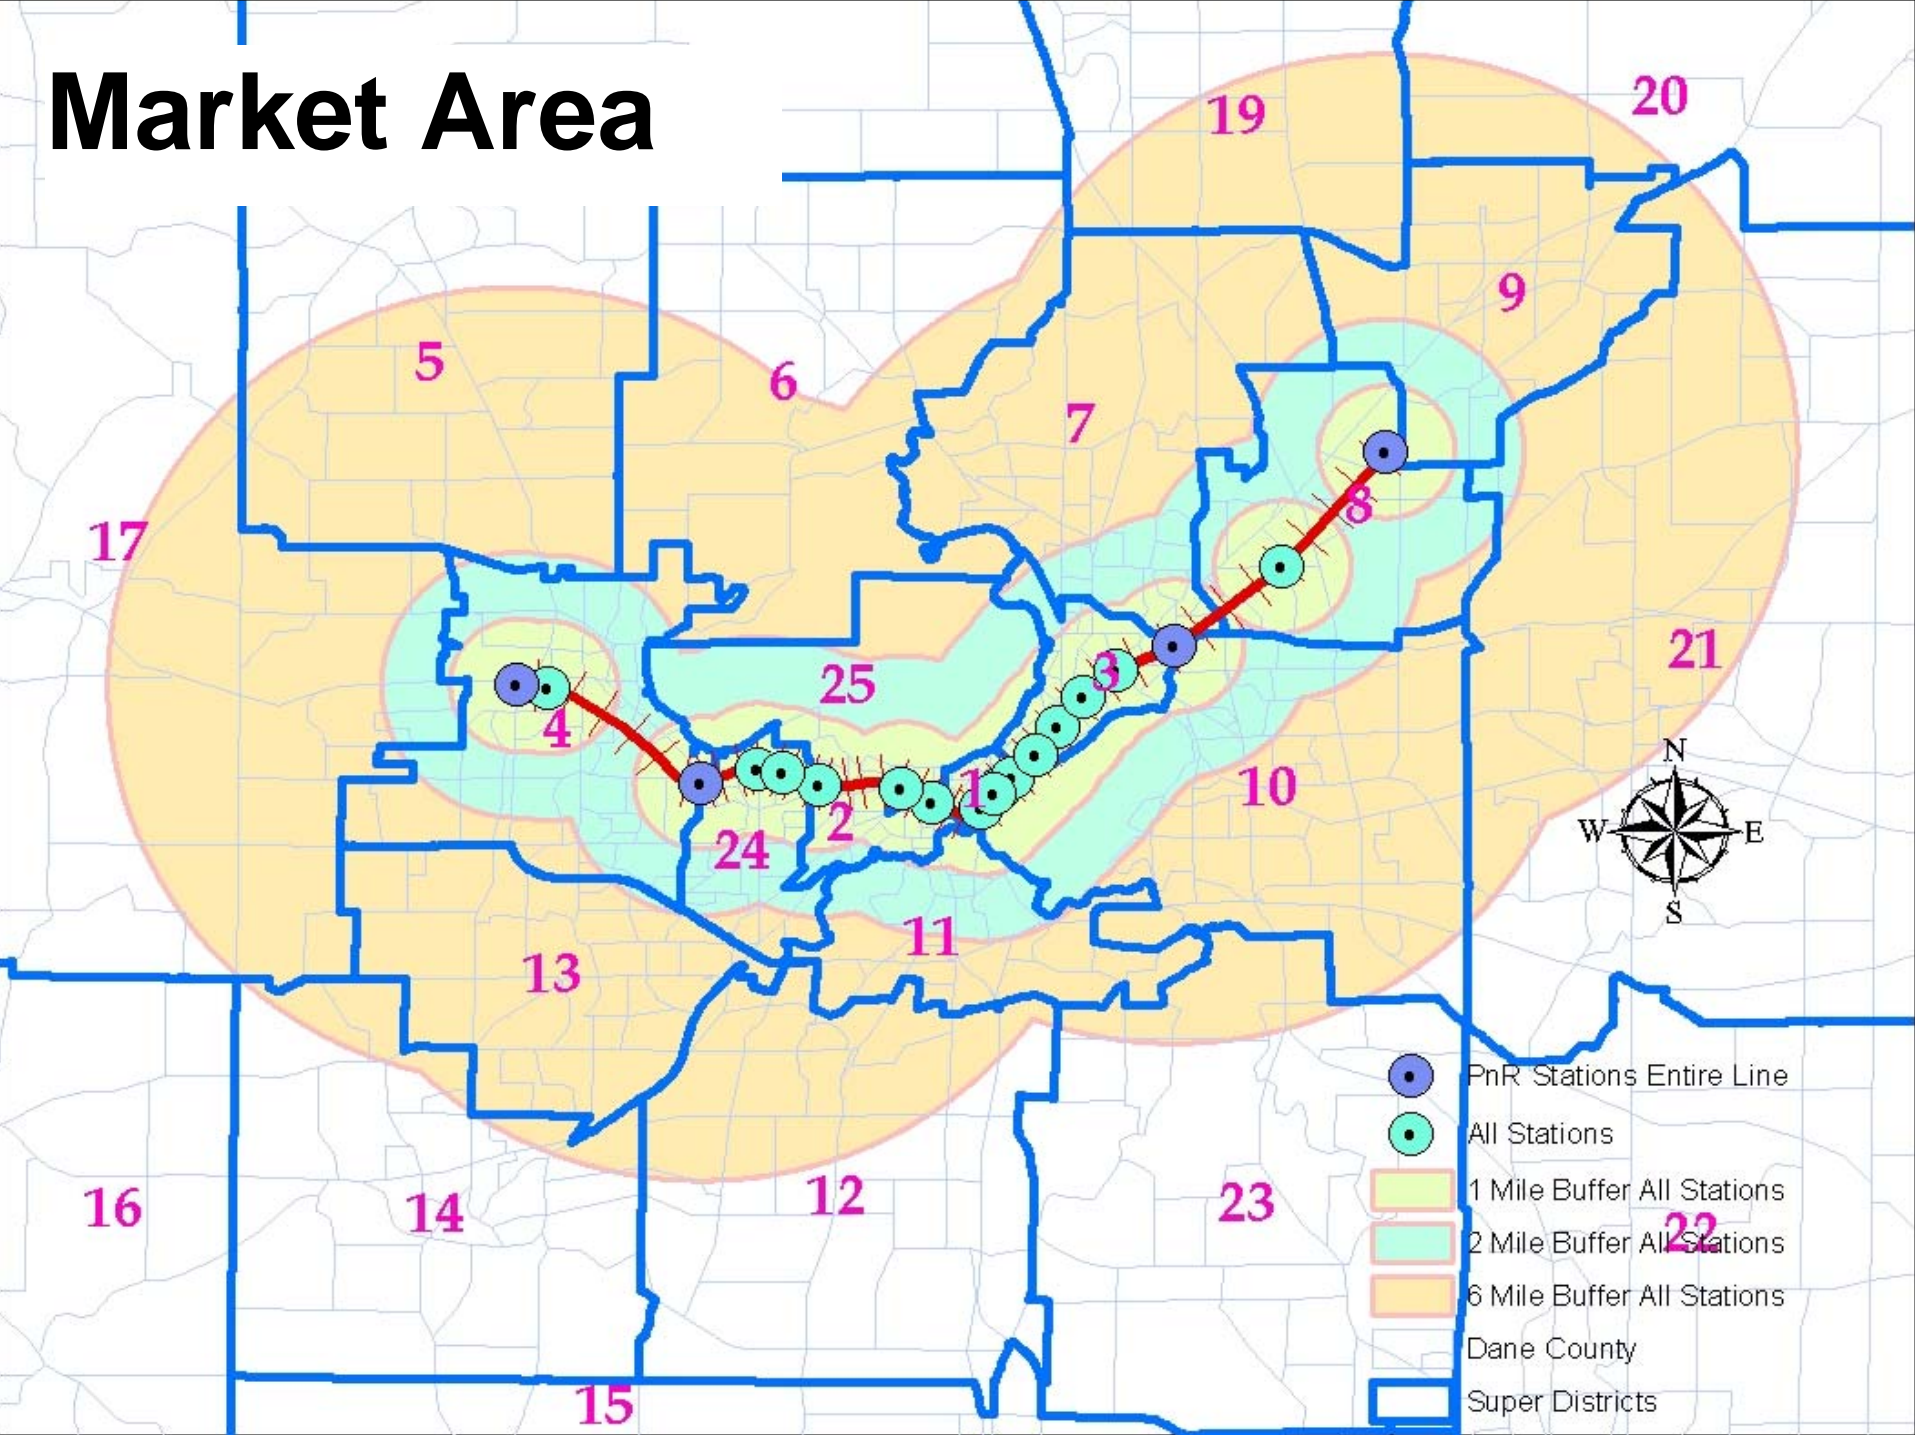 Market Area
20
19
9
5
6
7
8
17
21
3
25
4
10
1
N
2
W
E
24
S
11
13
PnR Stations Entire Line
All Stations
1 Mile Buffer All Stations
12
23
16
14
22
2 Mile Buffer All Stations
6 Mile Buffer All Stations
Dane County
15
Super Districts